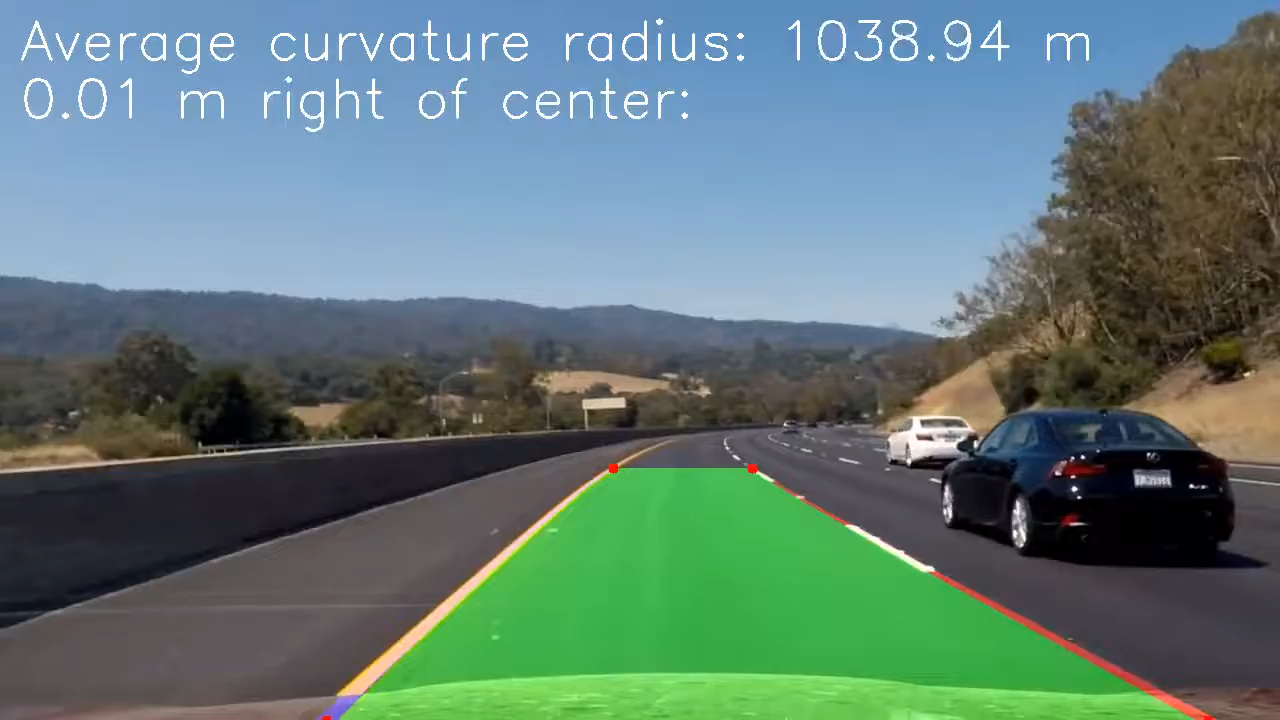 Average curvature radius: 1038.94 m
0.01 m right of center: